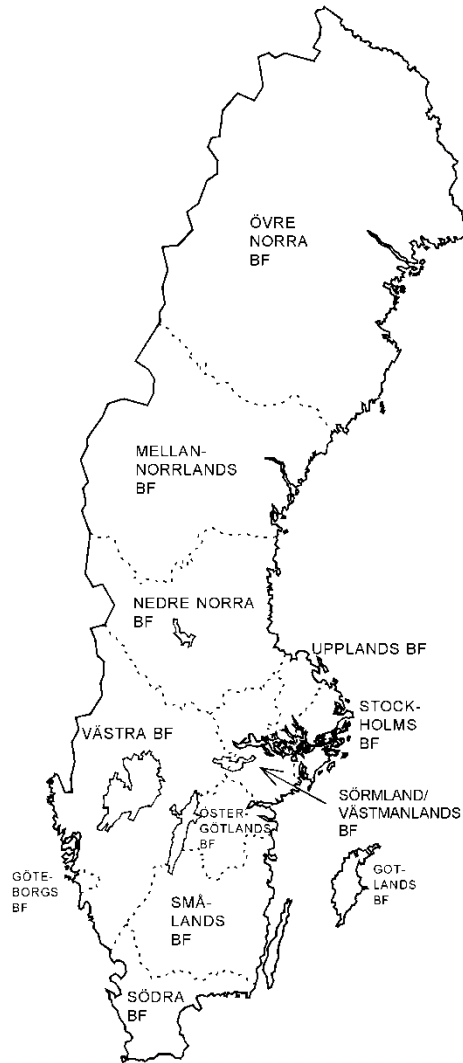 ÖVRE
NORRA
BF
MELLAN-
NORRLANDS
BF
NEDRE NORRA
BF
UPPLANDS BF
STOCK-
HOLMS
BF
VÄSTRA BF
SÖRMLAND/
VÄSTMANLANDS
BF
ÖSTER-
GÖTLANDS
BF
GÖTE-
BORGS
BF
GOT-
LANDS
BF
SMÅ-
LANDS
BF
SÖDRA
BF